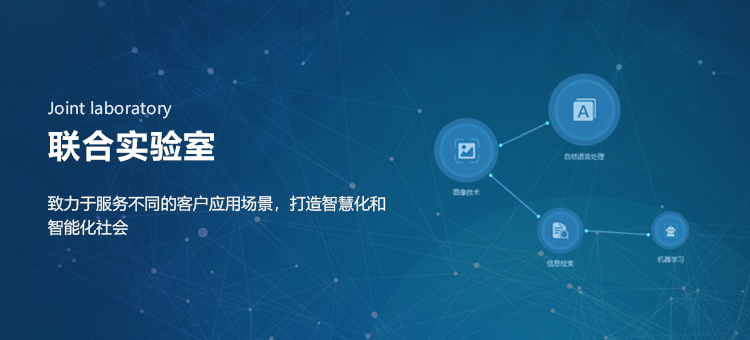 Joint laboratory
联合实验室
致力于服务不同的客户应用场景，打造智慧化和
智能化社会
A
自然语言处理
图像技术
信息检索
机器学习